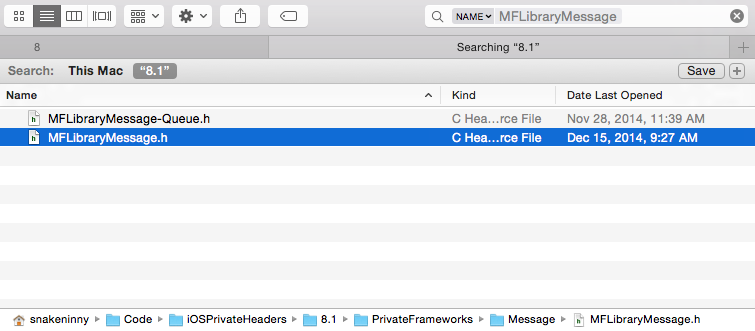 NAME MFLibraryMessage
8 Searching “8.1”
Search: This Mac “8.1” Save
Name Kind Date Last Opened
h MFLibraryMessage-Queue.h C Hea...rce File Nov 28, 2014, 11:39 AM
h MFLibraryMessage.h C Hea...rce File Dec 15, 2014, 9:27 AM
snakeninny Code iOSPrivateHeaders 8.1 PrivateFrameworks Message h MFLibraryMessage.h